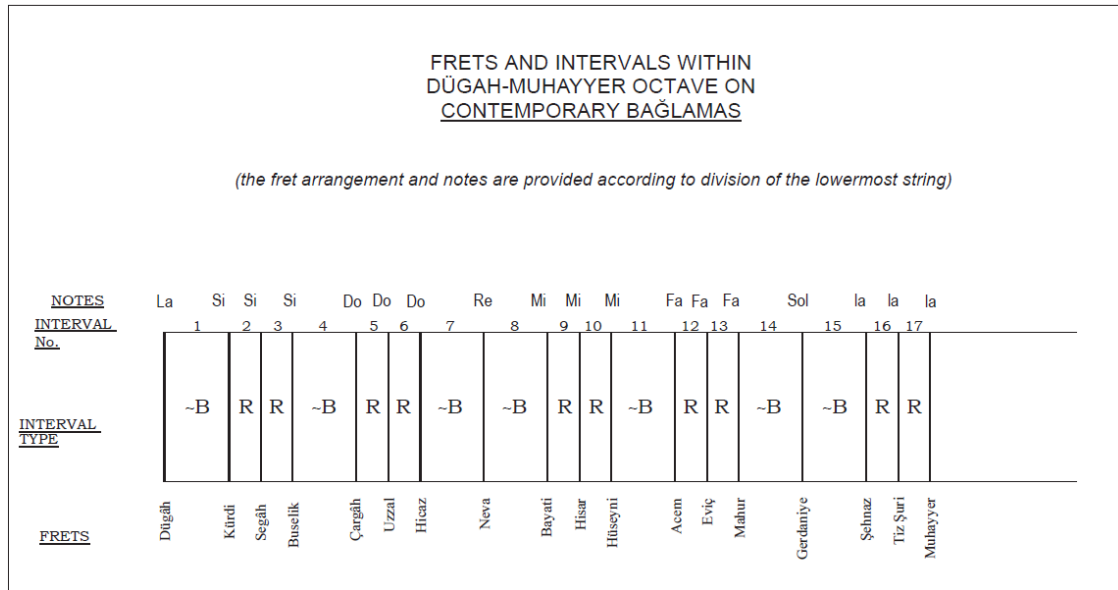 FRETS AND INTERVALS WITHIN
DÜGAH-MUHAYYER OCTAVE ON
CONTEMPORARY BAĞLAMAS
(the fret arrangement and notes are provided according to division of the lowermost string)
NOTES La Si Si Si Do Do Do Re Mi Mi Mi Fa Fa Fa Sol la la la
INTERVAL 1 2 3 4 5 6 7 8 9 10 11 12 13 14 15 16 17
No.
INTERVAL ~B R R ~B R R ~B ~B R R ~B R R ~B ~B R R
TYPE
FRETS Dügâh Kürdi Segâh Buselik Çargâh Uzzal Hicaz Neva Bayati Hisar Hüseyni Acem Eviç Mahur Gerdaniye Şehnaz Tiz Şuri Muhayyer